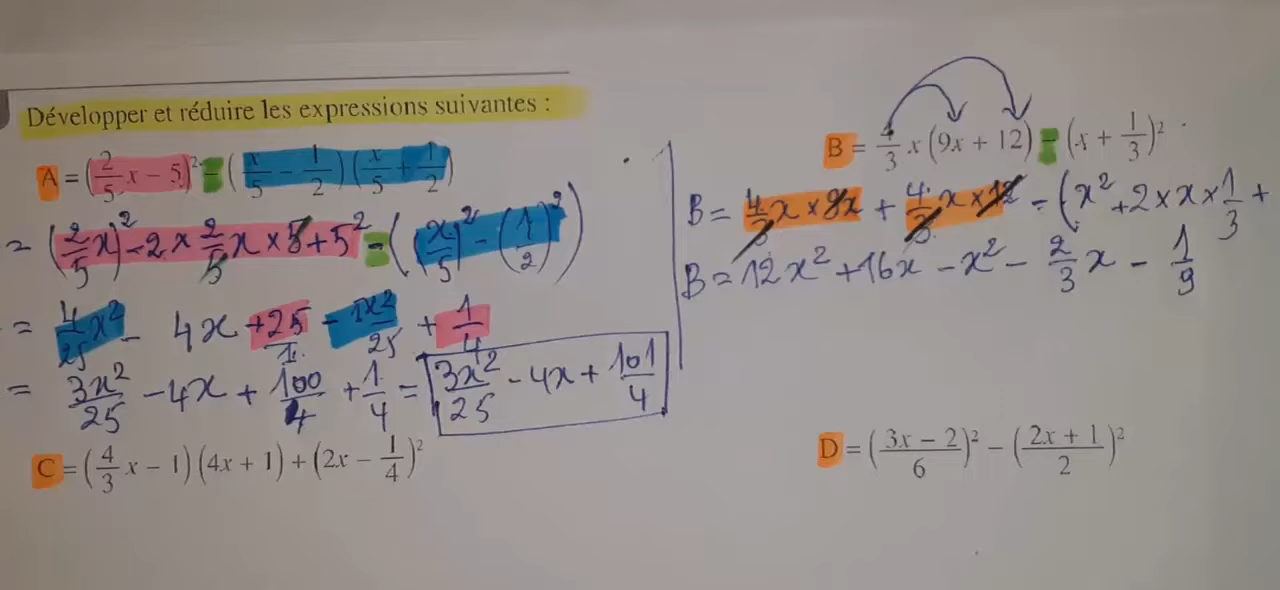 Développer et réduire les expressions suivantes :
A = (2/5 x − 5)² − (x/5 − 1/2)(x/5 + 1/2)
= (2/5 x)² − 2 × 2/5 x × 5 + 5² − ((x/5)² − (1/2)²)
= 4/25 x² − 4x + 25/1 − 1x²/25 + 1/4
= 3x²/25 − 4x + 100/4 + 1/4 = 3x²/25 − 4x + 101/4
B = 4/3 x (9x + 12) − (x + 1/3)²
B = 4/3 x × 9x + 4/3 x × 12 − (x² + 2 × x × 1/3 +
B = 12x² + 16x − x² − 2/3 x − 1/9
C = (4/3 x − 1)(4x + 1) + (2x − 1/4)²
D = ((3x − 2)/6)² − ((2x + 1)/2)²